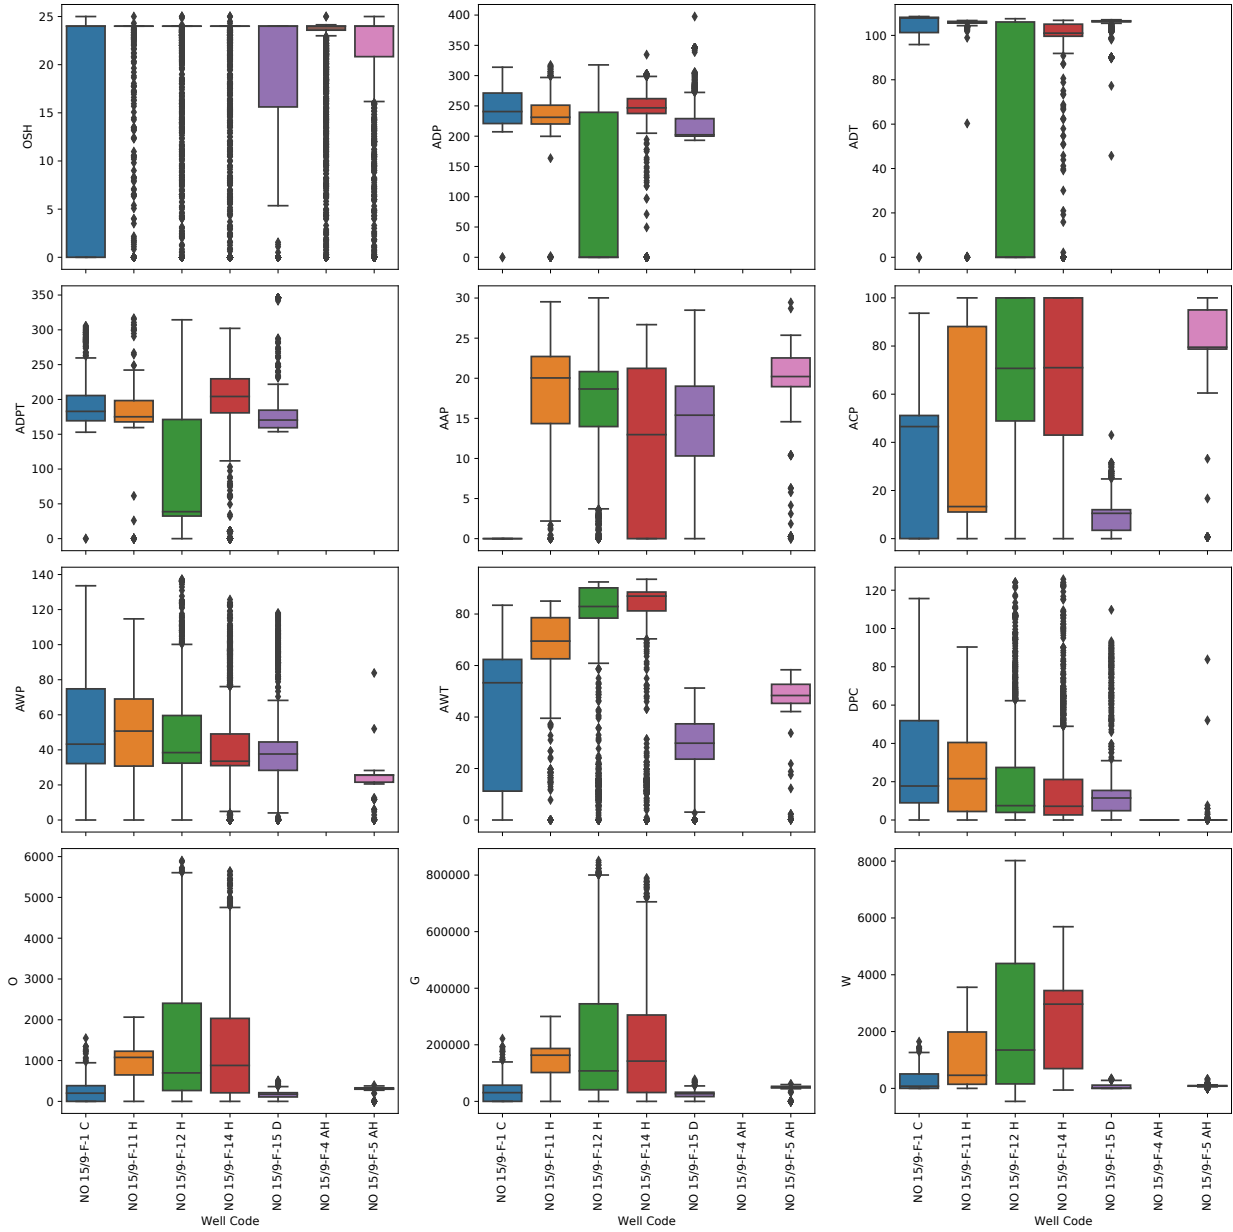 25
20
15
10
5
0
OSH
400
350
300
250
200
150
100
50
0
ADP
100
80
60
40
20
0
ADT
350
300
250
200
150
100
50
0
ADPT
30
25
20
15
10
5
0
AAP
100
80
60
40
20
0
ACP
140
120
100
80
60
40
20
0
AWP
80
60
40
20
0
AWT
120
100
80
60
40
20
0
DPC
6000
5000
4000
3000
2000
1000
0
O
800000
600000
400000
200000
0
G
8000
6000
4000
2000
0
W
NO 15/9-F-1 C
NO 15/9-F-11 H
NO 15/9-F-12 H
NO 15/9-F-14 H
NO 15/9-F-15 D
NO 15/9-F-4 AH
NO 15/9-F-5 AH
Well Code
NO 15/9-F-1 C
NO 15/9-F-11 H
NO 15/9-F-12 H
NO 15/9-F-14 H
NO 15/9-F-15 D
NO 15/9-F-4 AH
NO 15/9-F-5 AH
Well Code
NO 15/9-F-1 C
NO 15/9-F-11 H
NO 15/9-F-12 H
NO 15/9-F-14 H
NO 15/9-F-15 D
NO 15/9-F-4 AH
NO 15/9-F-5 AH
Well Code